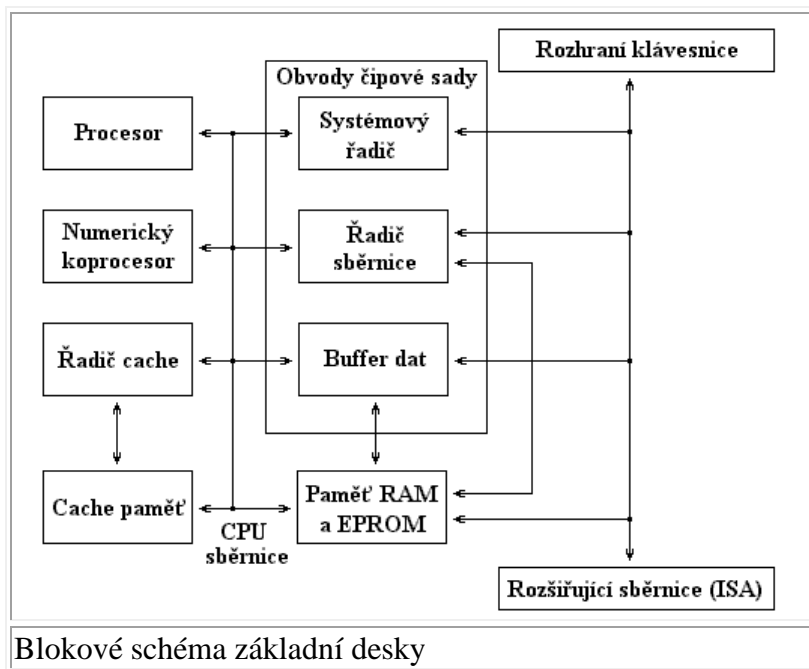 Rozhraní klávesnice
Obvody čipové sady
Procesor
Systémový
řadič
Numerický
koprocesor
Řadič
sběrnice
Řadič cache
Buffer dat
Cache paměť
CPU
sběrnice
Paměť RAM
a EPROM
Rozšiřující sběrnice (ISA)
Blokové schéma základní desky